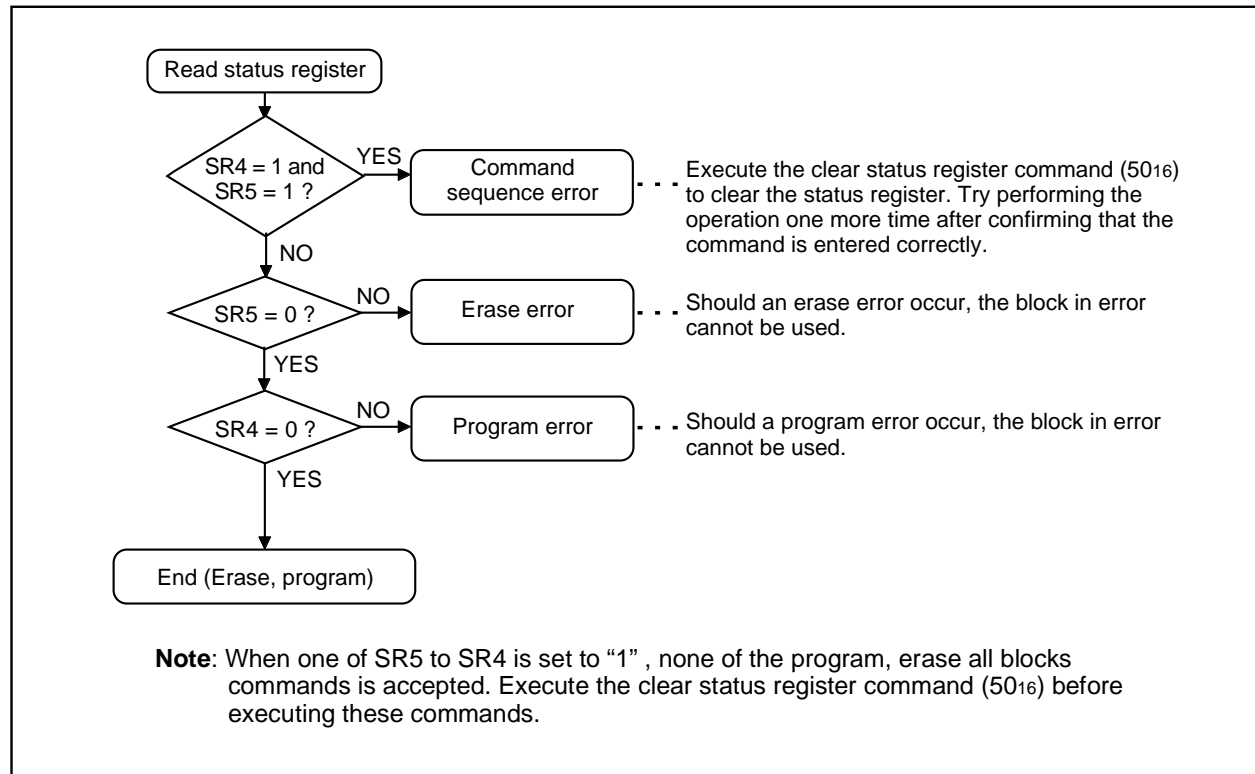 Read status register
SR4 = 1 and
SR5 = 1 ?
YES
Command
sequence error
Execute the clear status register command (5016)
to clear the status register. Try performing the
operation one more time after confirming that the
command is entered correctly.
NO
SR5 = 0 ?
NO
Erase error
Should an erase error occur, the block in error
cannot be used.
YES
SR4 = 0 ?
NO
Program error
Should a program error occur, the block in error
cannot be used.
YES
End (Erase, program)
Note: When one of SR5 to SR4 is set to “1” , none of the program, erase all blocks
commands is accepted. Execute the clear status register command (5016) before
executing these commands.